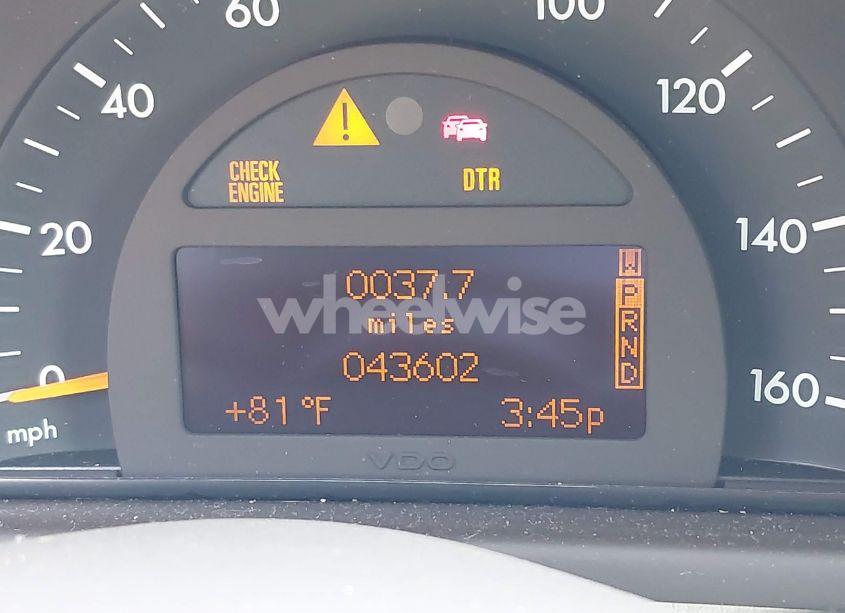 60
100
40
120
CHECK
ENGINE
DTR
20
140
0037.7
miles
wheelwise
043602
W
P
R
N
D
0
160
+81°F
3:45p
mph
VDO